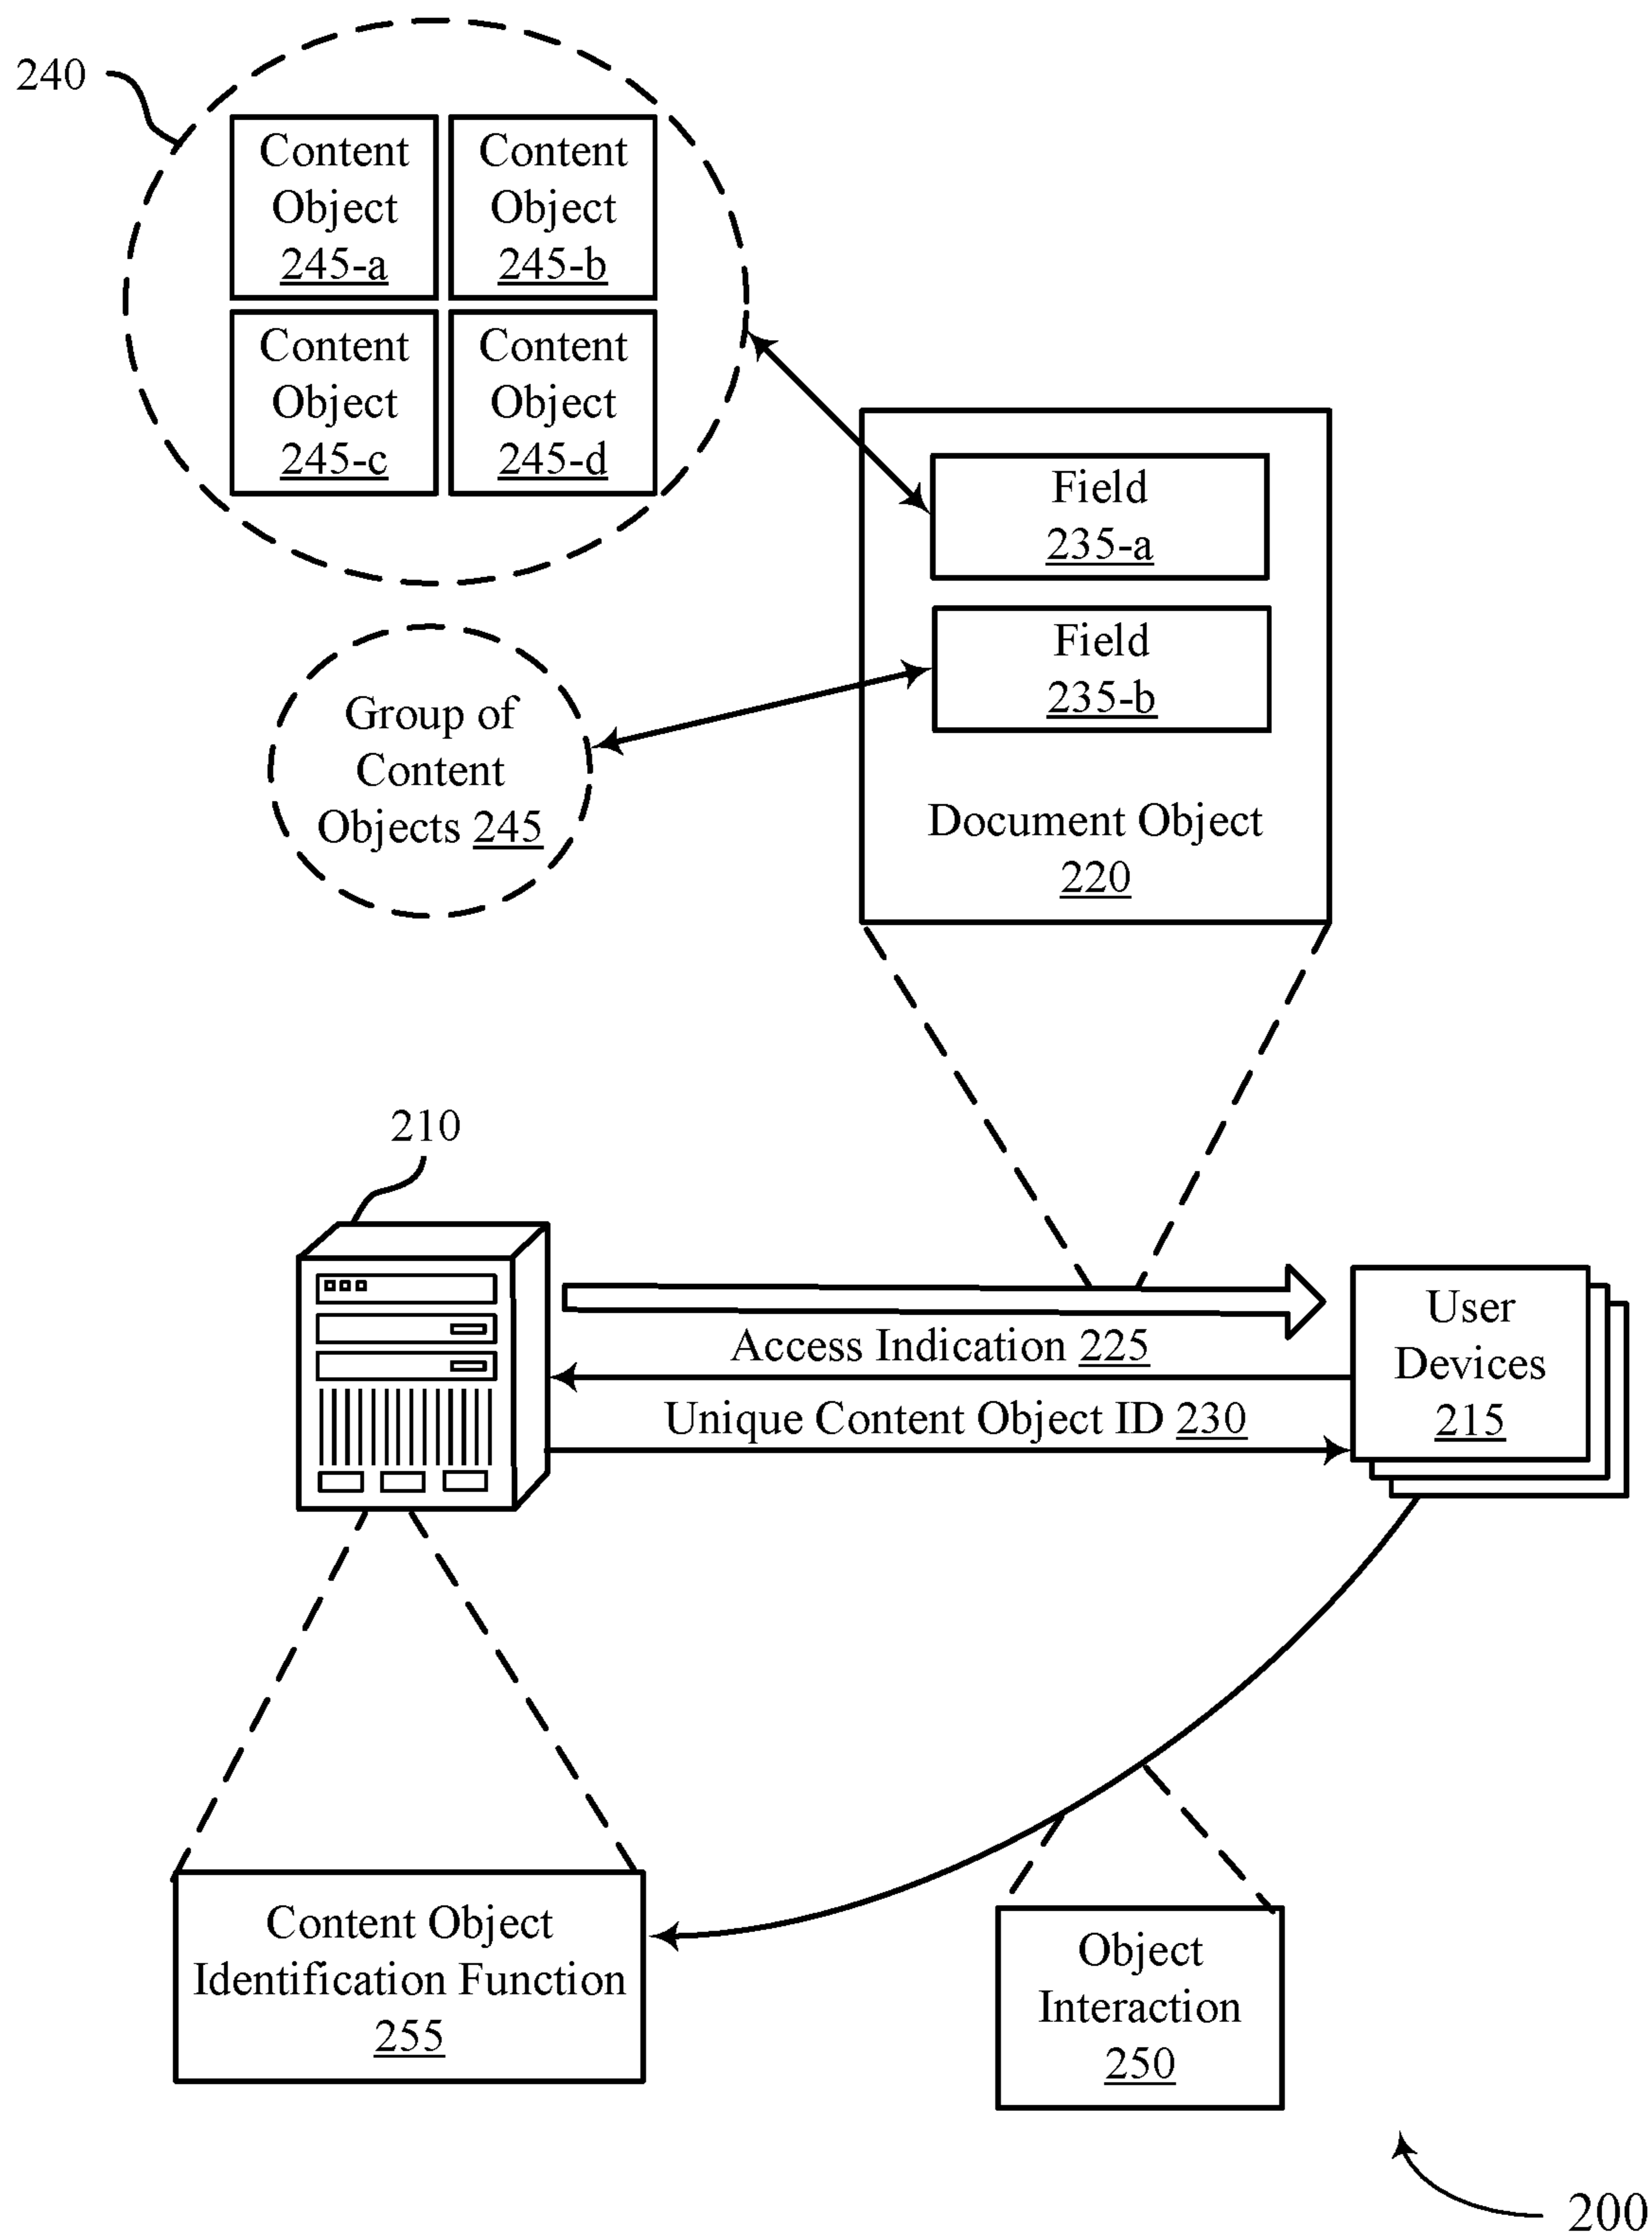 240
Content
Object
245-a
Content
Object
245-b
Content
Object
245-c
Content
Object
245-d
Field
235-a
Field
235-b
Group of
Content
Objects 245
Document Object
220
210
Access Indication 225
Unique Content Object ID 230
User
Devices
215
Content Object
Identification Function
255
Object
Interaction
250
200